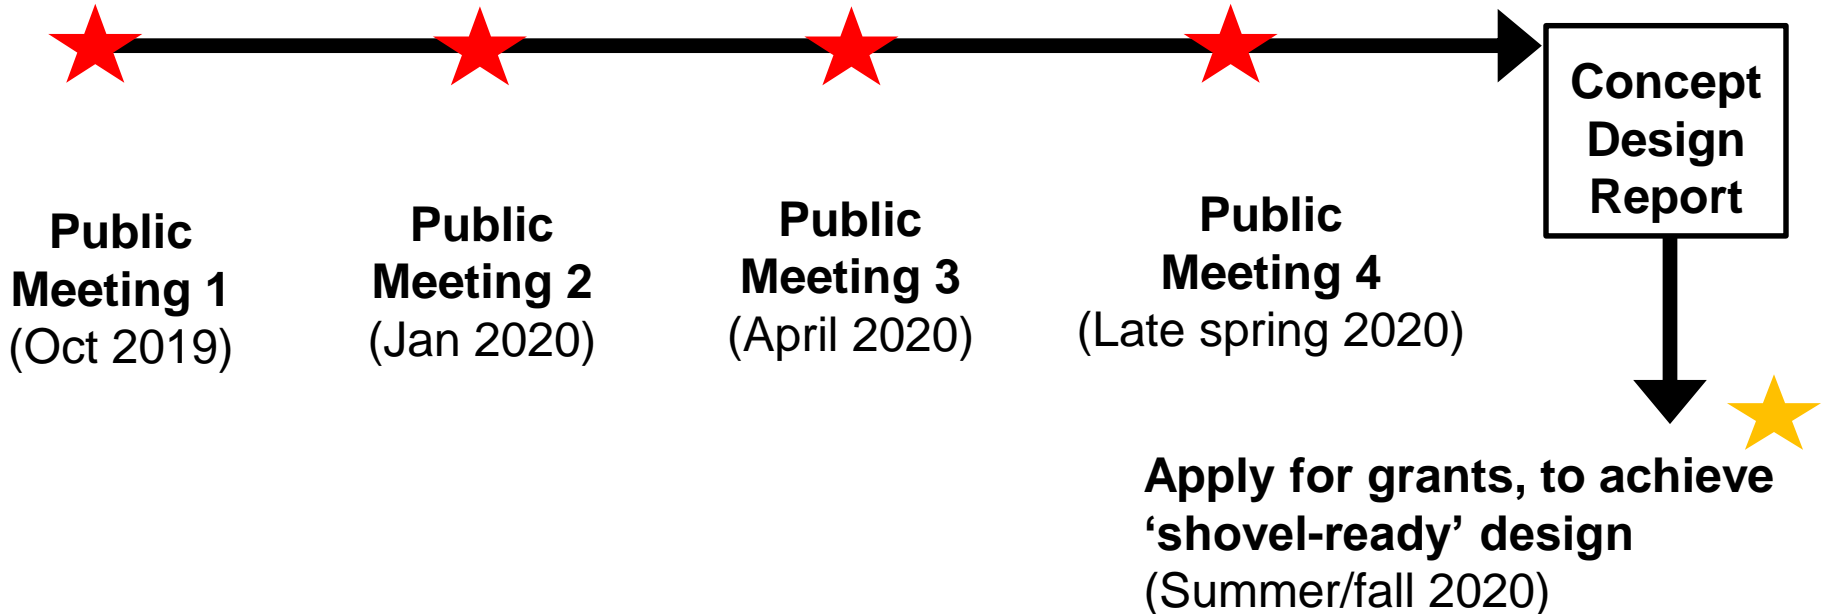 Public
Meeting 1
(Oct 2019)
Public
Meeting 2
(Jan 2020)
Public
Meeting 3
(April 2020)
Public
Meeting 4
(Late spring 2020)
Concept
Design
Report
Apply for grants, to achieve
‘shovel-ready’ design
(Summer/fall 2020)